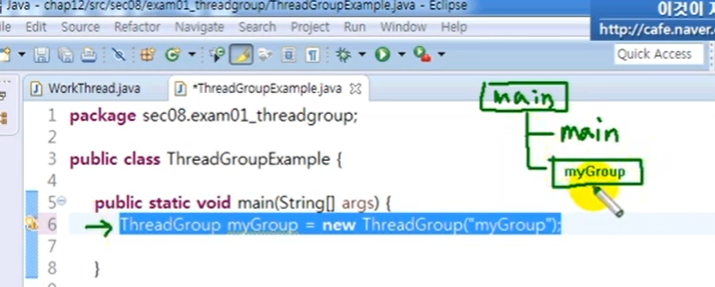 Java - chap12/src/sec08/exam01_threadgroup/ThreadGroupExample.java - Eclipse
이것이 자
http://cafe.naver.
Edit Source Refactor Navigate Search Project Run Window Help
Quick Access
WorkThread.java
*ThreadGroupExample.java
1 package sec08.exam01_threadgroup;
2
3 public class ThreadGroupExample {
4
5 public static void main(String[] args) {
6 ThreadGroup myGroup = new ThreadGroup("myGroup");
7
8 }
main
main
myGroup